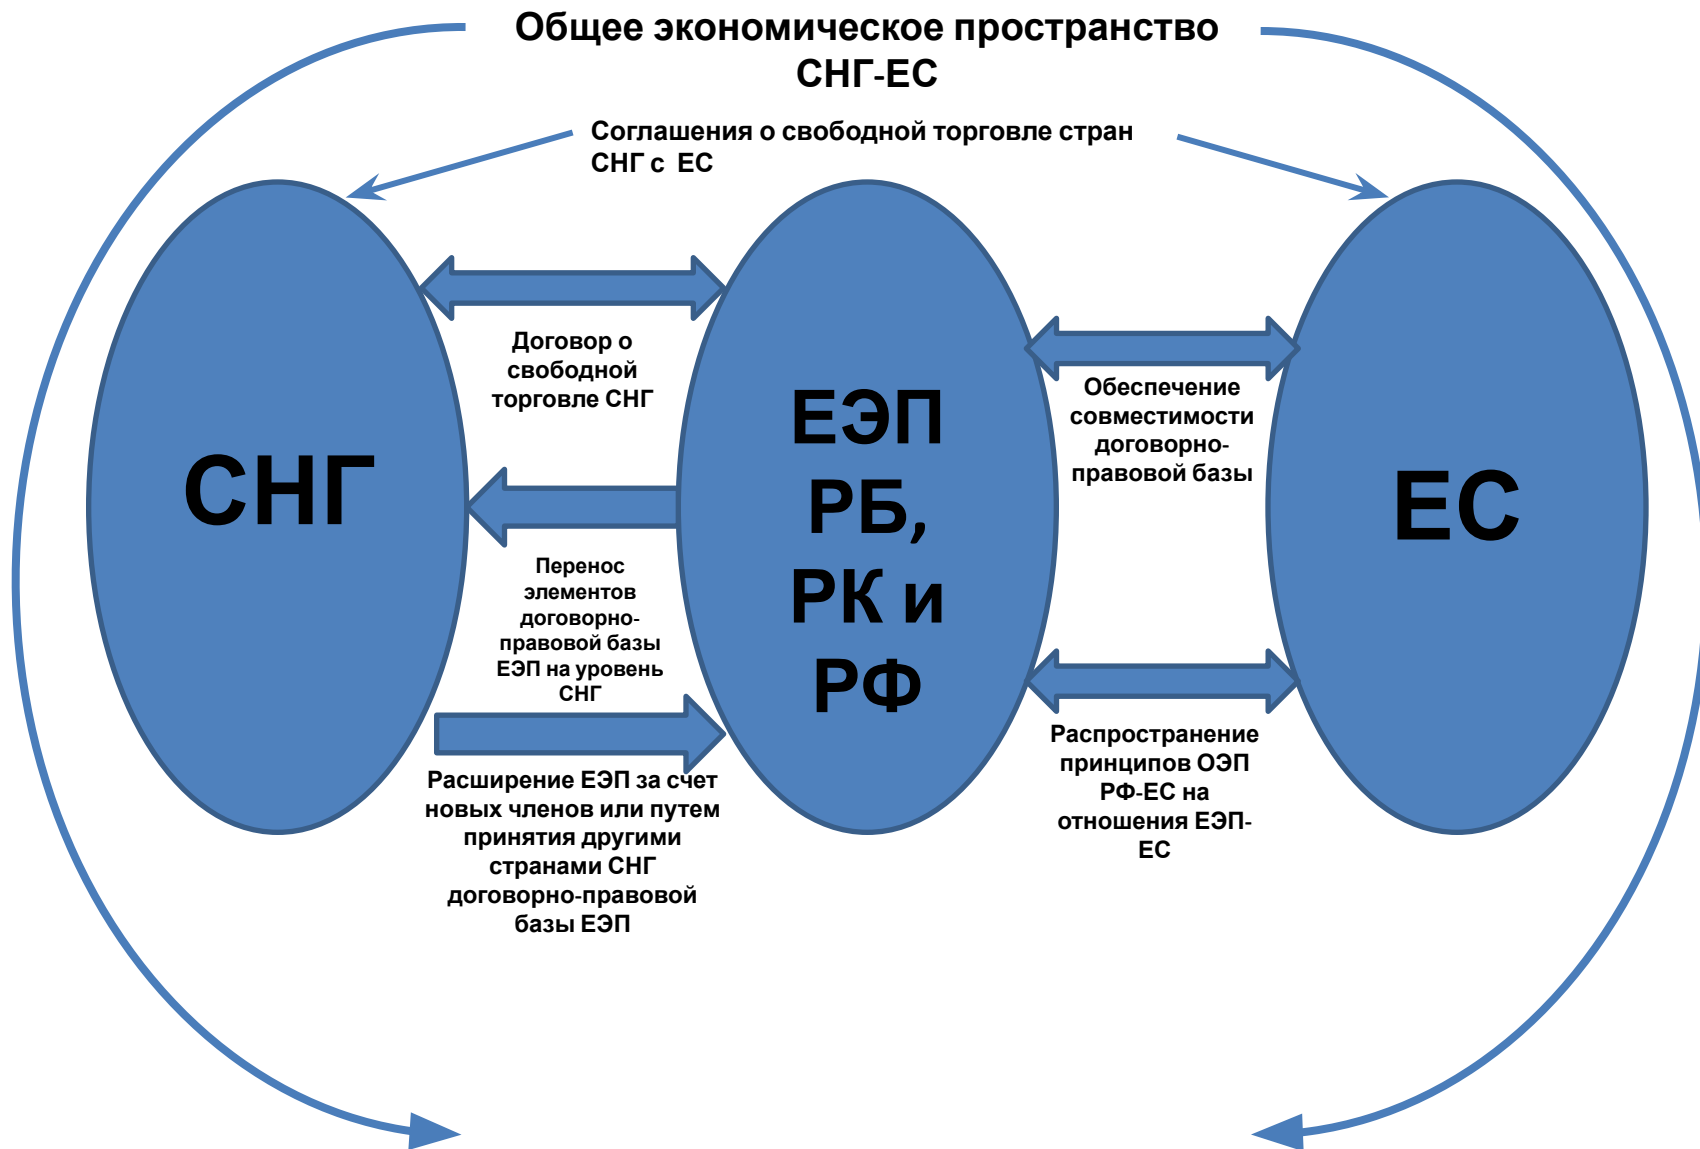 Общее экономическое пространство
СНГ-ЕС
Соглашения о свободной торговле стран
СНГ с ЕС
СНГ
Договор о
свободной
торговле СНГ
Перенос
элементов
договорно-
правовой базы
ЕЭП на уровень
СНГ
Расширение ЕЭП за счет
новых членов или путем
принятия другими
странами СНГ
договорно-правовой
базы ЕЭП
ЕЭП
РБ,
РК и
РФ
Обеспечение
совместимости
договорно-
правовой базы
Распространение
принципов ОЭП
РФ-ЕС на
отношения ЕЭП-
ЕС
ЕС